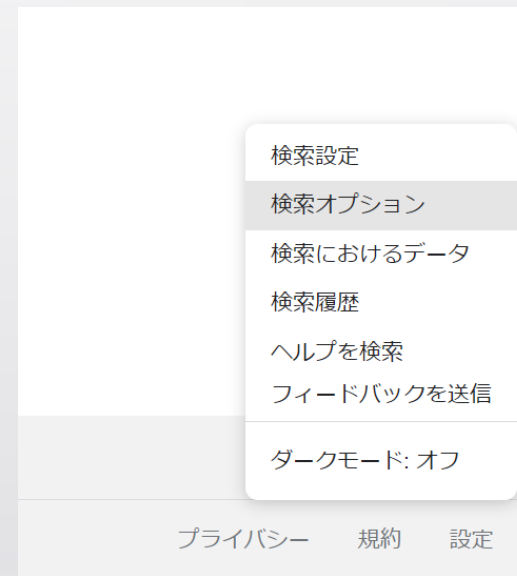 検索設定
検索オプション
検索におけるデータ
検索履歴
ヘルプを検索
フィードバックを送信
ダークモード: オフ
プライバシー 規約 設定